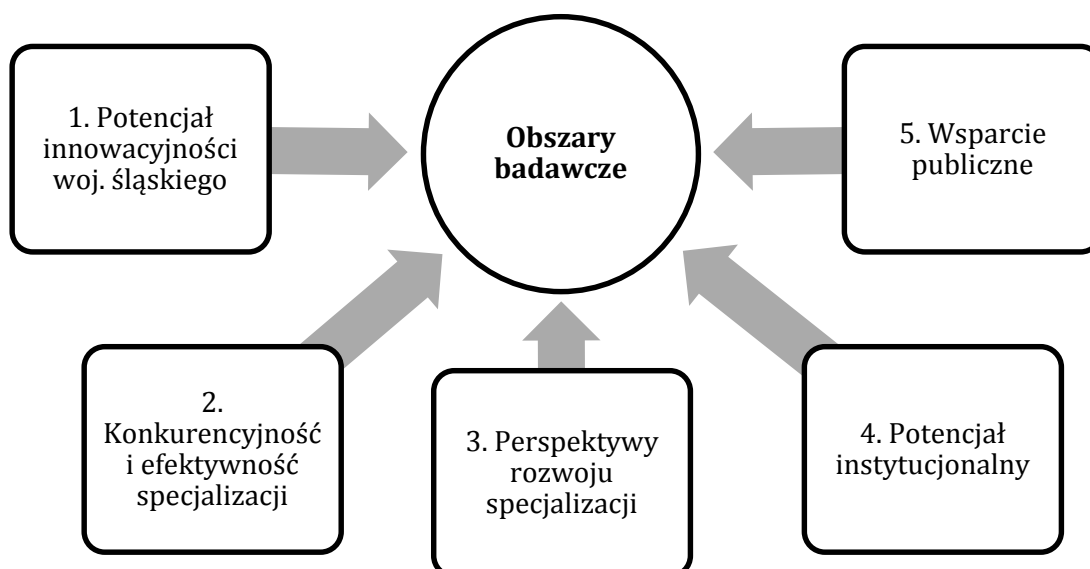 Obszary
badawcze
1. Potencjał
innowacyjności
woj. śląskiego
2.
Konkurencyjność
i efektywność
specjalizacji
3. Perspektywy
rozwoju
specjalizacji
4. Potencjał
instytucjonalny
5. Wsparcie
publiczne